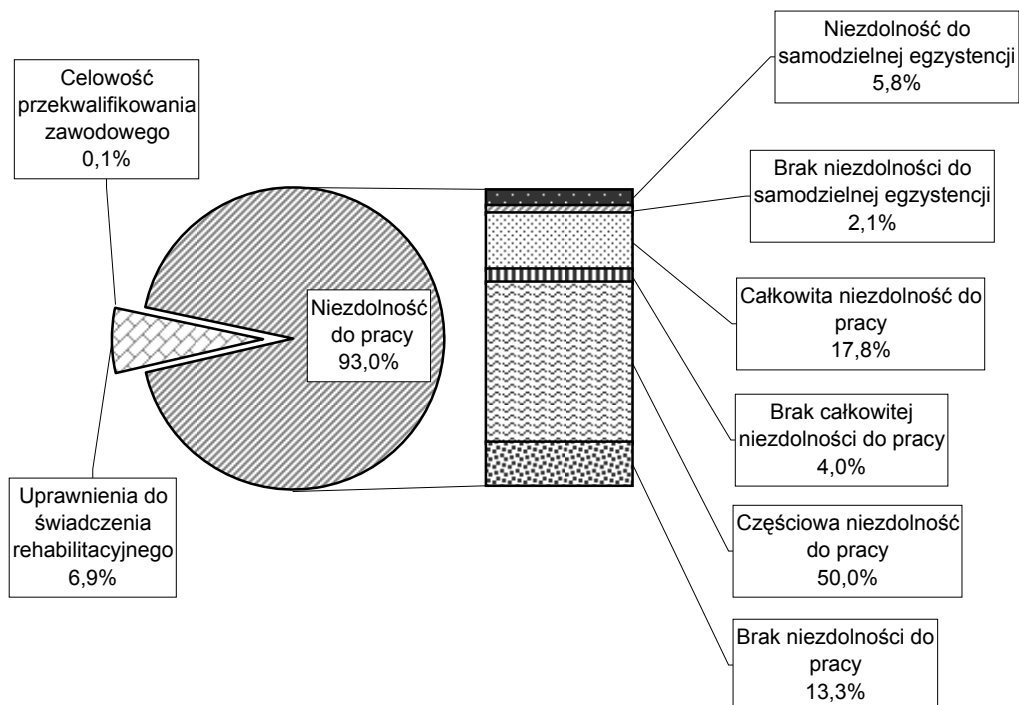 Celowość
przekwalifikowania
zawodowego
0,1%
Uprawnienia do
świadczenia
rehabilitacyjnego
6,9%
Niezdolność
do pracy
93,0%
Niezdolność do
samodzielnej egzystencji
5,8%
Brak niezdolności do
samodzielnej egzystencji
2,1%
Całkowita niezdolność do
pracy
17,8%
Brak całkowitej
niezdolności do pracy
4,0%
Częściowa niezdolność
do pracy
50,0%
Brak niezdolności do
pracy
13,3%